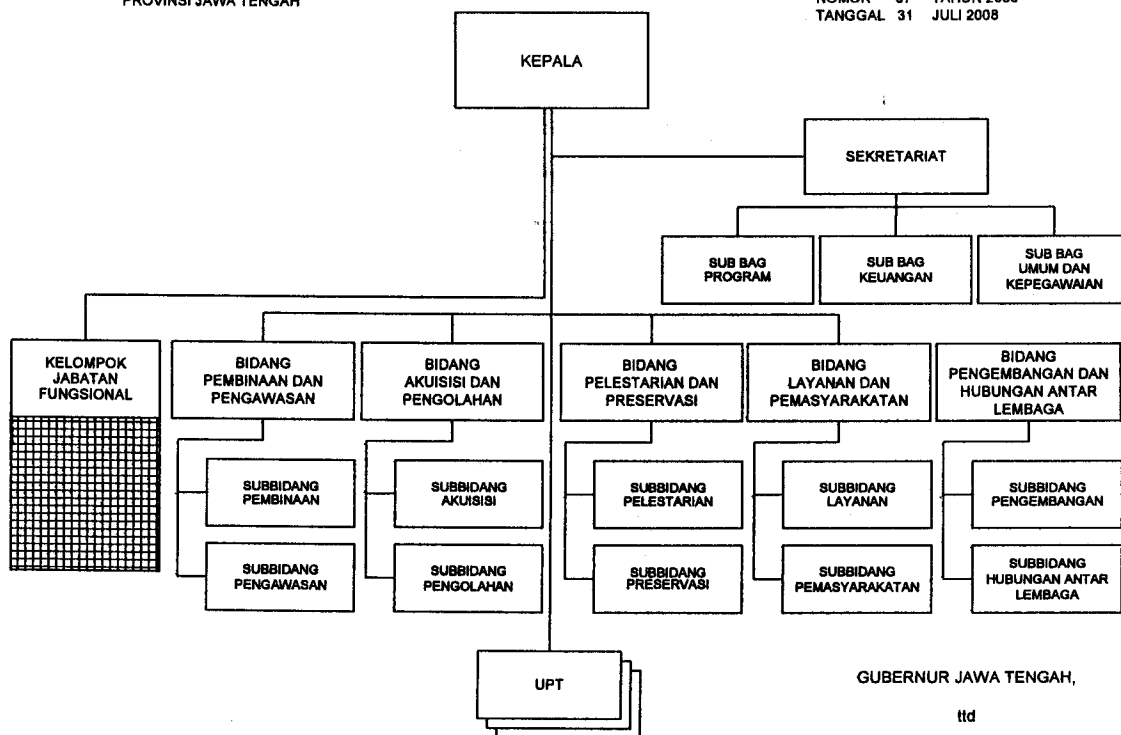 PROVINSI JAWA TENGAH
TANGGAL 31 JULI 2008
KEPALA
SEKRETARIAT
SUB BAG
PROGRAM
SUB BAG
KEUANGAN
SUB BAG
UMUM DAN
KEPEGAWAIAN
KELOMPOK
JABATAN
FUNGSIONAL
BIDANG
PEMBINAAN DAN
PENGAWASAN
BIDANG
AKUISISI DAN
PENGOLAHAN
BIDANG
PELESTARIAN DAN
PRESERVASI
BIDANG
LAYANAN DAN
PEMASYARAKATAN
BIDANG
PENGEMBANGAN DAN
HUBUNGAN ANTAR
LEMBAGA
SUBBIDANG
PEMBINAAN
SUBBIDANG
AKUISISI
SUBBIDANG
PELESTARIAN
SUBBIDANG
LAYANAN
SUBBIDANG
PENGEMBANGAN
SUBBIDANG
PENGAWASAN
SUBBIDANG
PENGOLAHAN
SUBBIDANG
PRESERVASI
SUBBIDANG
PEMASYARAKATAN
SUBBIDANG
HUBUNGAN ANTAR
LEMBAGA
UPT
GUBERNUR JAWA TENGAH,
ttd